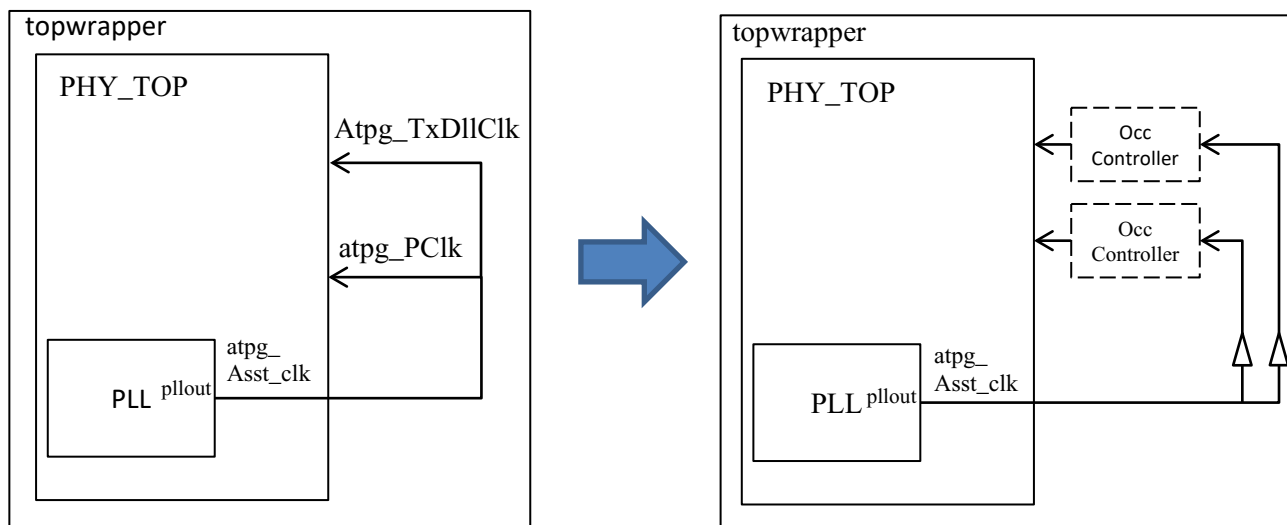 topwrapper
PHY_TOP
Atpg_TxDllClk
atpg_PClk
atpg_
Asst_clk
PLL pllout
topwrapper
PHY_TOP
Occ
Controller
Occ
Controller
atpg_
Asst_clk
PLL pllout